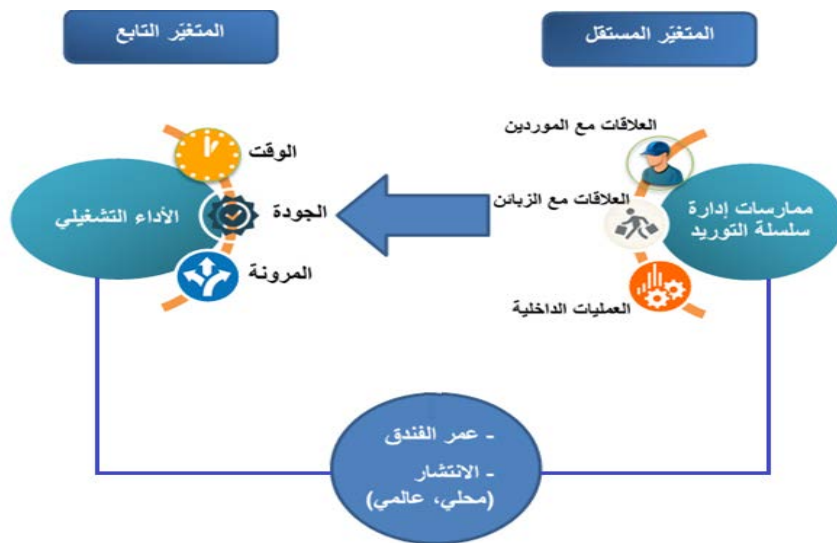 المتغيّر المستقل
المتغيّر التابع
العلاقات مع الموردين
العلاقات مع الزبائن
العمليات الداخلية
ممارسات إدارة
سلسلة التوريد
الوقت
الجودة
المرونة
الأداء التشغيلي
- عمر الفندق
- الانتشار
(محلي، عالمي)